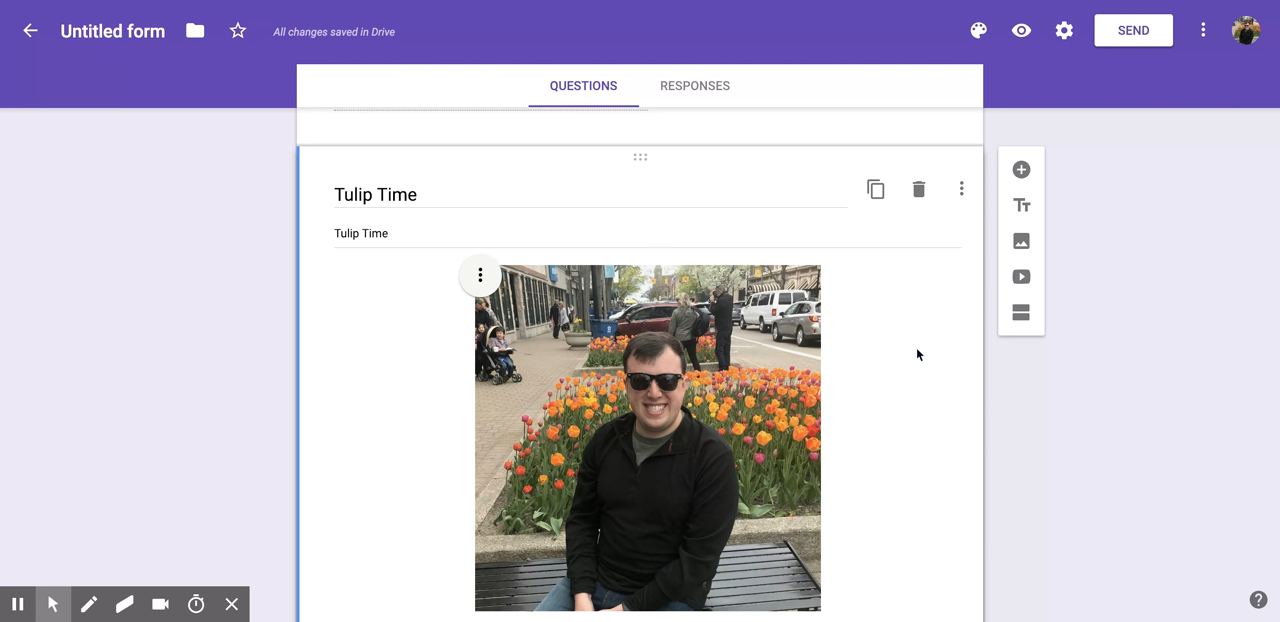 Untitled form
All changes saved in Drive
SEND
QUESTIONS
RESPONSES
Tulip Time
Tulip Time